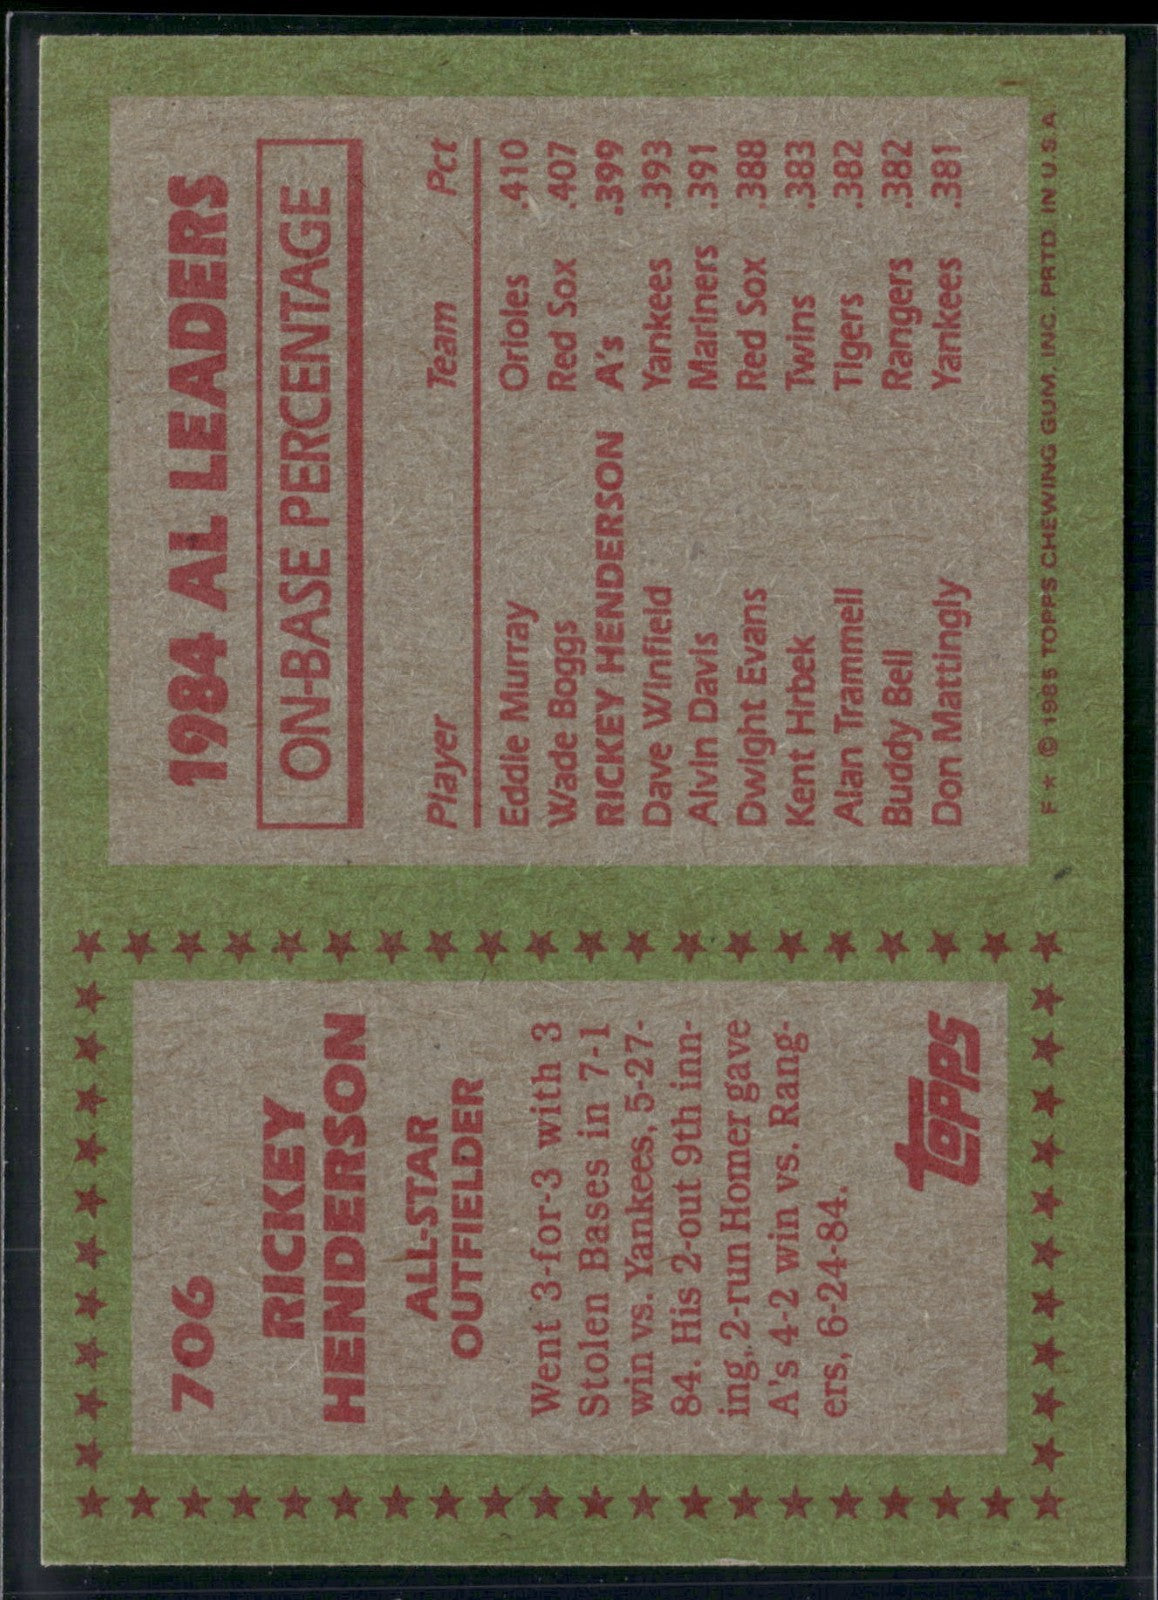 706
RICKEY
HENDERSON
ALL-STAR
OUTFIELDER
Went 3-for-3 with 3
Stolen Bases in 7-1
win vs. Yankees, 5-27-
84. His 2-out 9th inn-
ing, 2-run Homer gave
A's 4-2 win vs. Rang-
ers, 6-24-84.
Topps
1984 AL LEADERS
ON-BASE PERCENTAGE
Player Team Pct
Eddie Murray Orioles .410
Wade Boggs Red Sox .407
RICKEY HENDERSON A's .399
Dave Winfield Yankees .393
Alvin Davis Mariners .391
Dwight Evans Red Sox .388
Kent Hrbek Twins .383
Alan Trammell Tigers .382
Buddy Bell Rangers .382
Don Mattingly Yankees .381
F★ © 1985 TOPPS CHEWING GUM, INC. PRTD. IN U.S.A